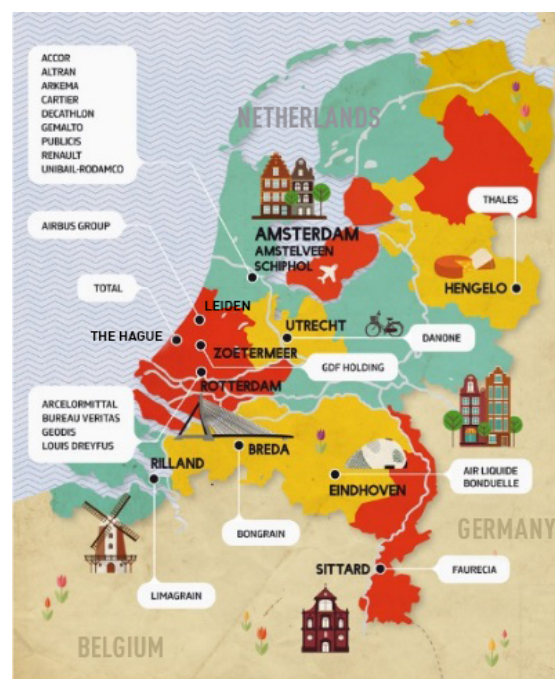 ACCOR
ALTRAN
ARKEMA
CARTIER
DECATHLON
GEMALTO
PUBLICIS
RENAULT
UNIBAIL-RODAMCO
NETHERLANDS
THALES
AIRBUS GROUP
AMSTERDAM
AMSTELVEEN
SCHIPHOL
HENGELO
TOTAL
LEIDEN
THE HAGUE
UTRECHT
DANONE
ZOETERMEER
GDF HOLDING
ROTTERDAM
ARCELORMITTAL
BUREAU VERITAS
GEODIS
LOUIS DREYFUS
BREDA
RILLAND
EINDHOVEN
AIR LIQUIDE
BONDUELLE
BONGRAIN
GERMANY
SITTARD
FAURECIA
LIMAGRAIN
BELGIUM